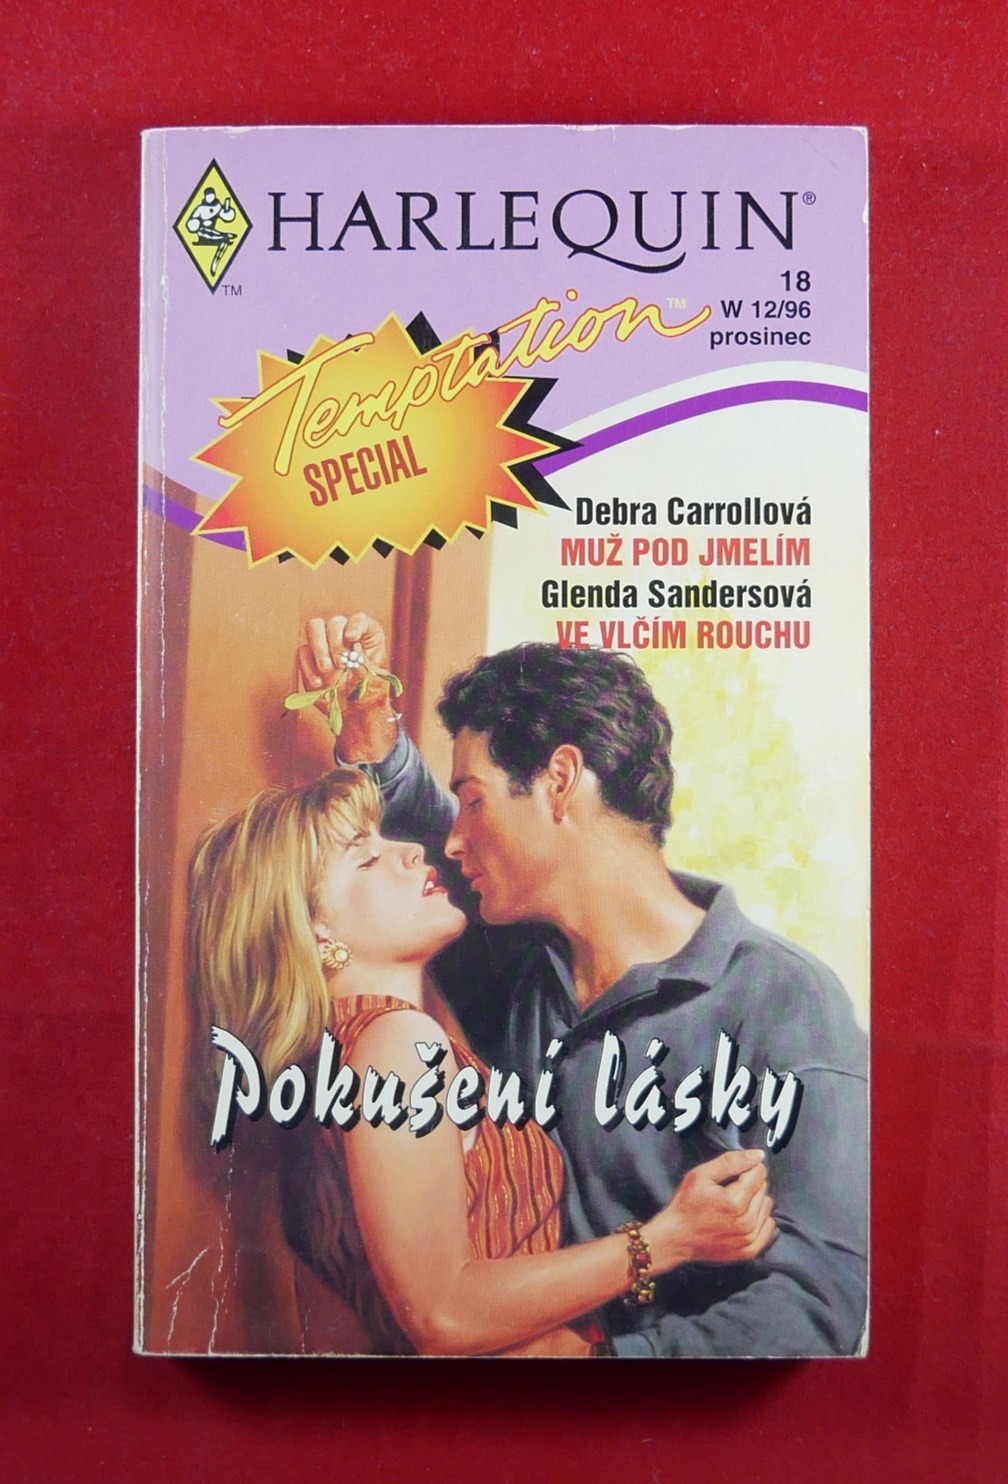 HARLEQUIN®
TM
18
W 12/96
prosinec
Temptation™
SPECIAL
Debra Carrollová
MUŽ POD JMELÍM
Glenda Sandersová
VE VLČÍM ROUCHU
Pokušení lásky